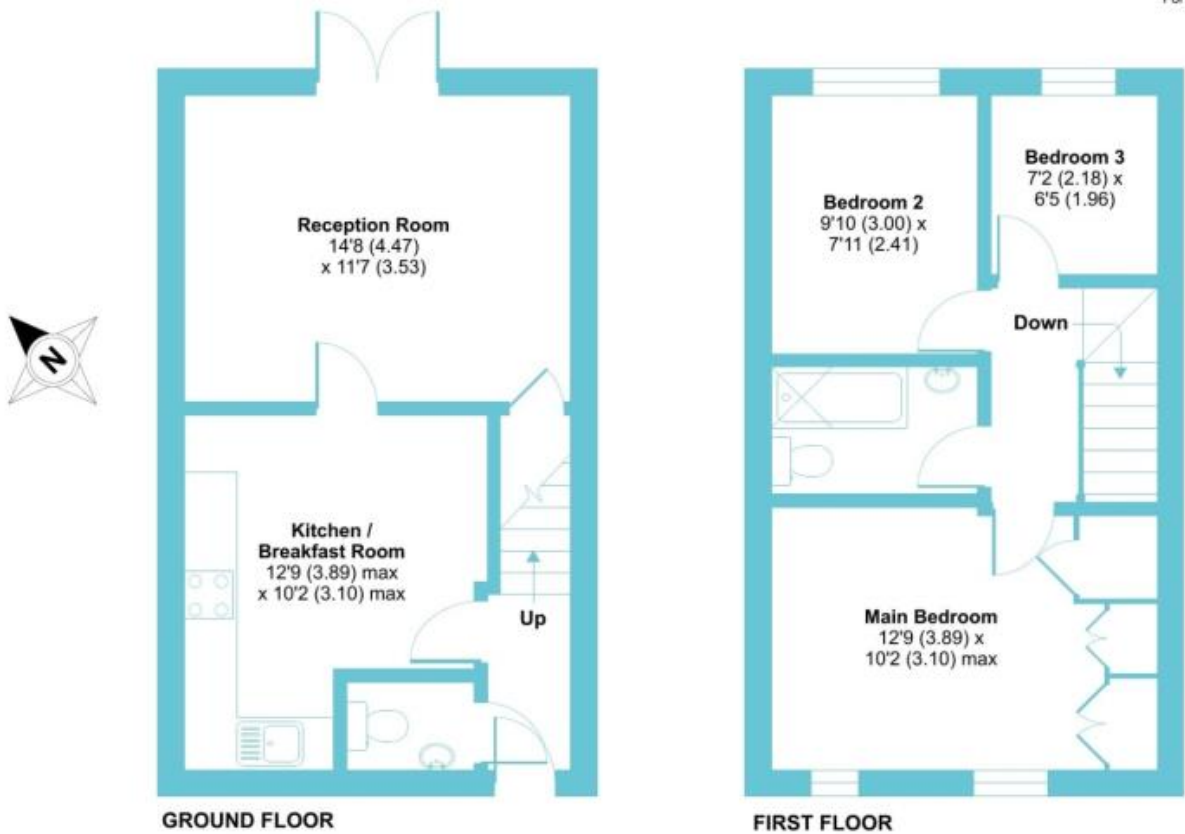 Reception Room
14'8 (4.47)
x 11'7 (3.53)
N
Kitchen /
Breakfast Room
12'9 (3.89) max
x 10'2 (3.10) max
Up
GROUND FLOOR
Bedroom 3
7'2 (2.18) x
6'5 (1.96)
Bedroom 2
9'10 (3.00) x
7'11 (2.41)
Down
Main Bedroom
12'9 (3.89) x
10'2 (3.10) max
FIRST FLOOR